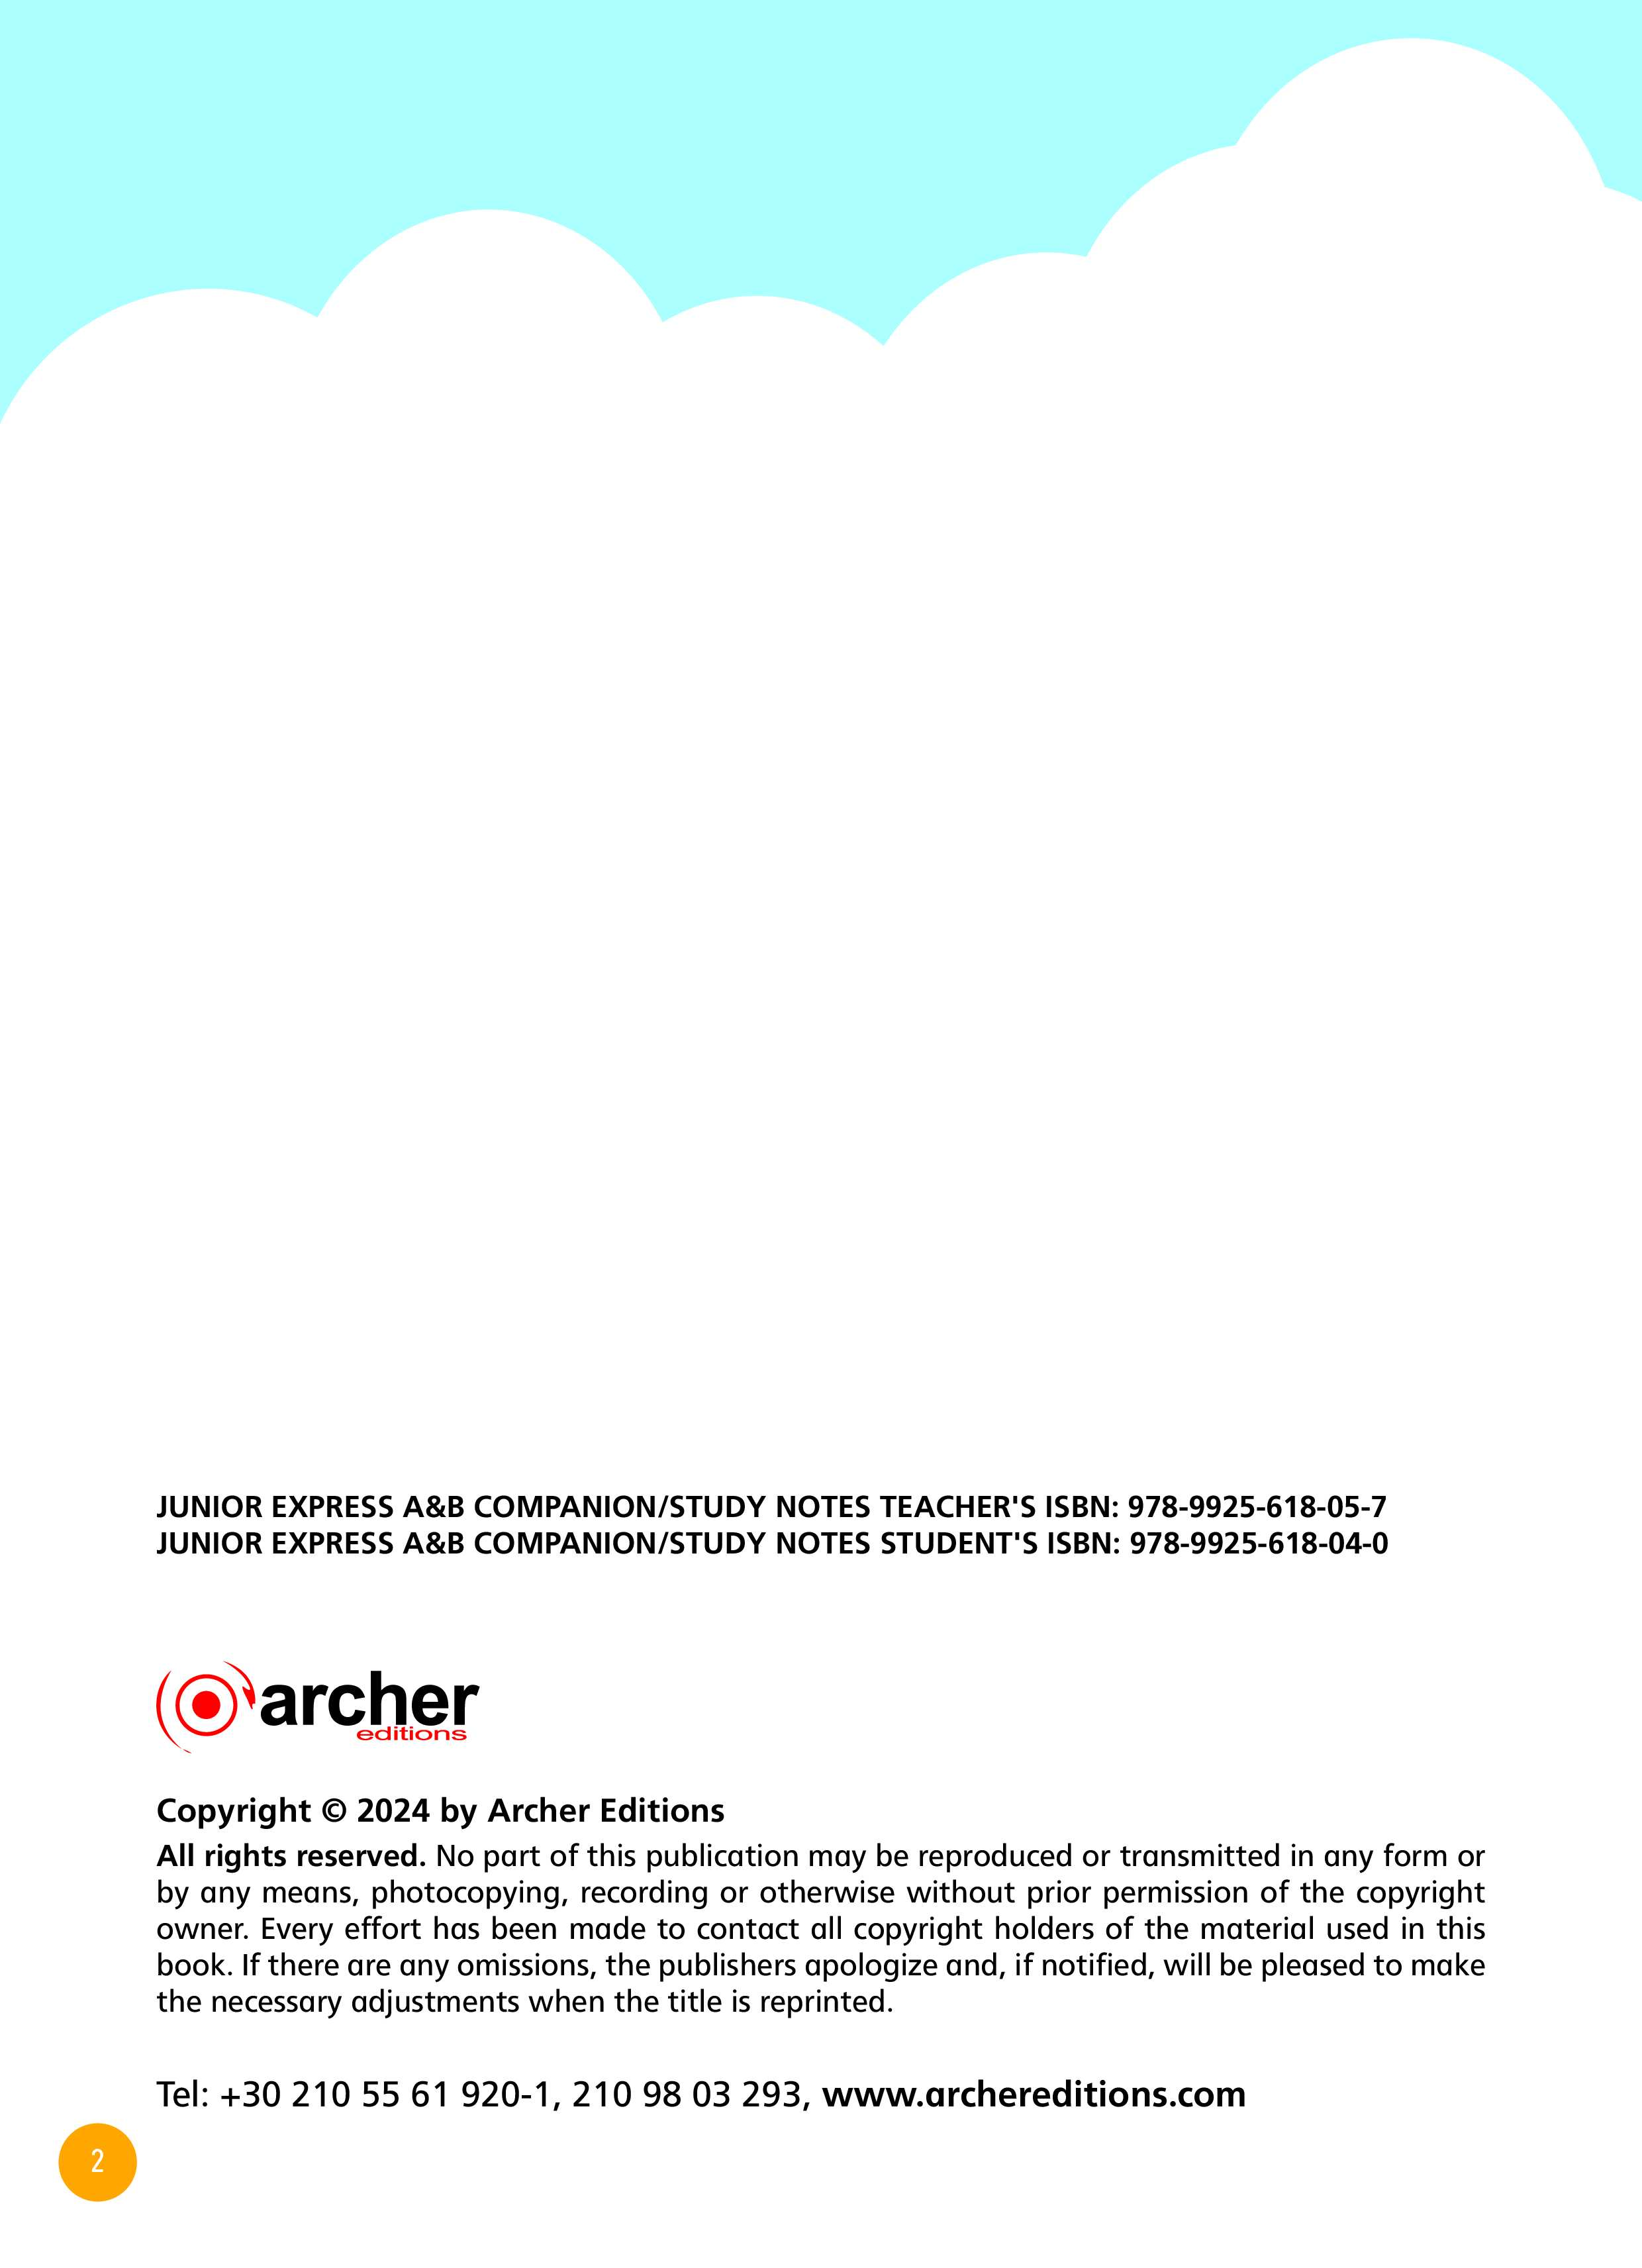 JUNIOR EXPRESS A&B COMPANION/STUDY NOTES TEACHER'S ISBN: 978-9925-618-05-7
JUNIOR EXPRESS A&B COMPANION/STUDY NOTES STUDENT'S ISBN: 978-9925-618-04-0
archer
editions
Copyright © 2024 by Archer Editions
All rights reserved. No part of this publication may be reproduced or transmitted in any form or
by any means, photocopying, recording or otherwise without prior permission of the copyright
owner. Every effort has been made to contact all copyright holders of the material used in this
book. If there are any omissions, the publishers apologize and, if notified, will be pleased to make
the necessary adjustments when the title is reprinted.
Tel: +30 210 55 61 920-1, 210 98 03 293, www.archereditions.com
2